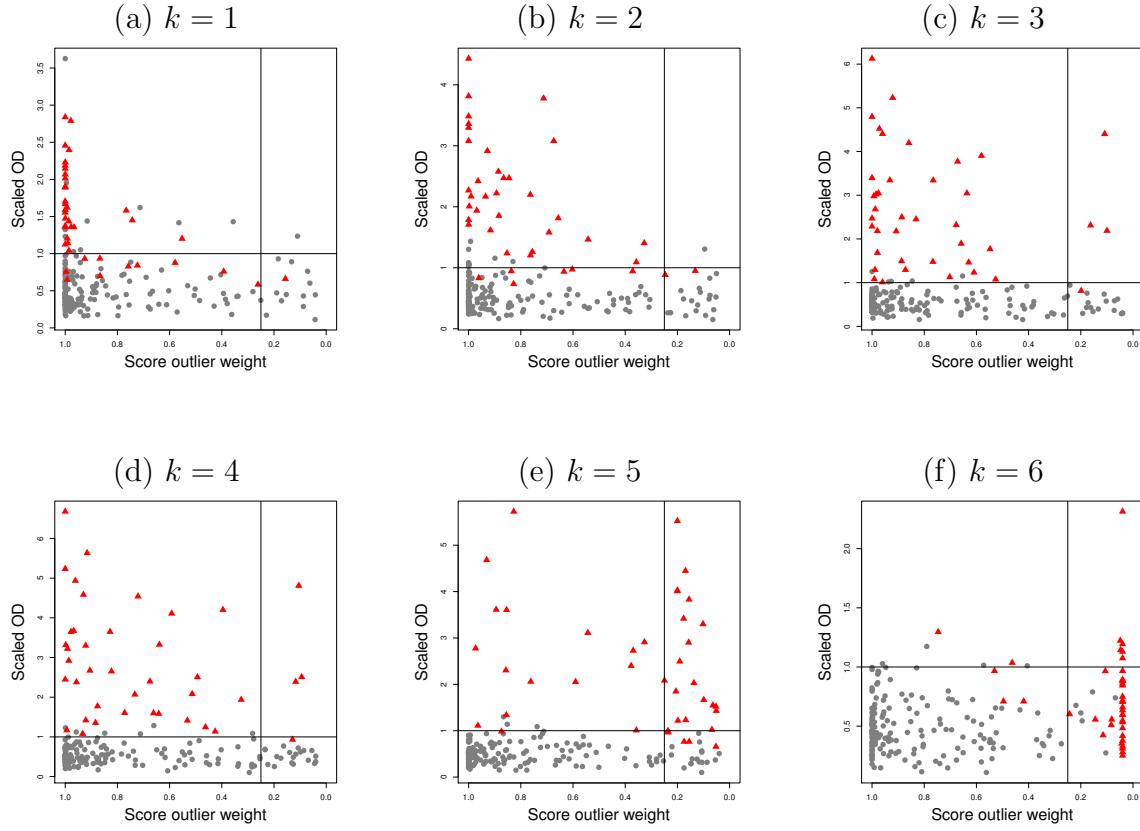 (a) k = 1
(b) k = 2
(c) k = 3
Scaled OD
0.0 0.5 1.0 1.5 2.0 2.5 3.0 3.5
1.0 0.8 0.6 0.4 0.2 0.0
Score outlier weight
Scaled OD
0 1 2 3 4
1.0 0.8 0.6 0.4 0.2 0.0
Score outlier weight
Scaled OD
0 1 2 3 4 5 6
1.0 0.8 0.6 0.4 0.2 0.0
Score outlier weight
(d) k = 4
(e) k = 5
(f) k = 6
Scaled OD
0 1 2 3 4 5 6
1.0 0.8 0.6 0.4 0.2 0.0
Score outlier weight
Scaled OD
0 1 2 3 4 5
1.0 0.8 0.6 0.4 0.2 0.0
Score outlier weight
Scaled OD
0.5 1.0 1.5 2.0
1.0 0.8 0.6 0.4 0.2 0.0
Score outlier weight